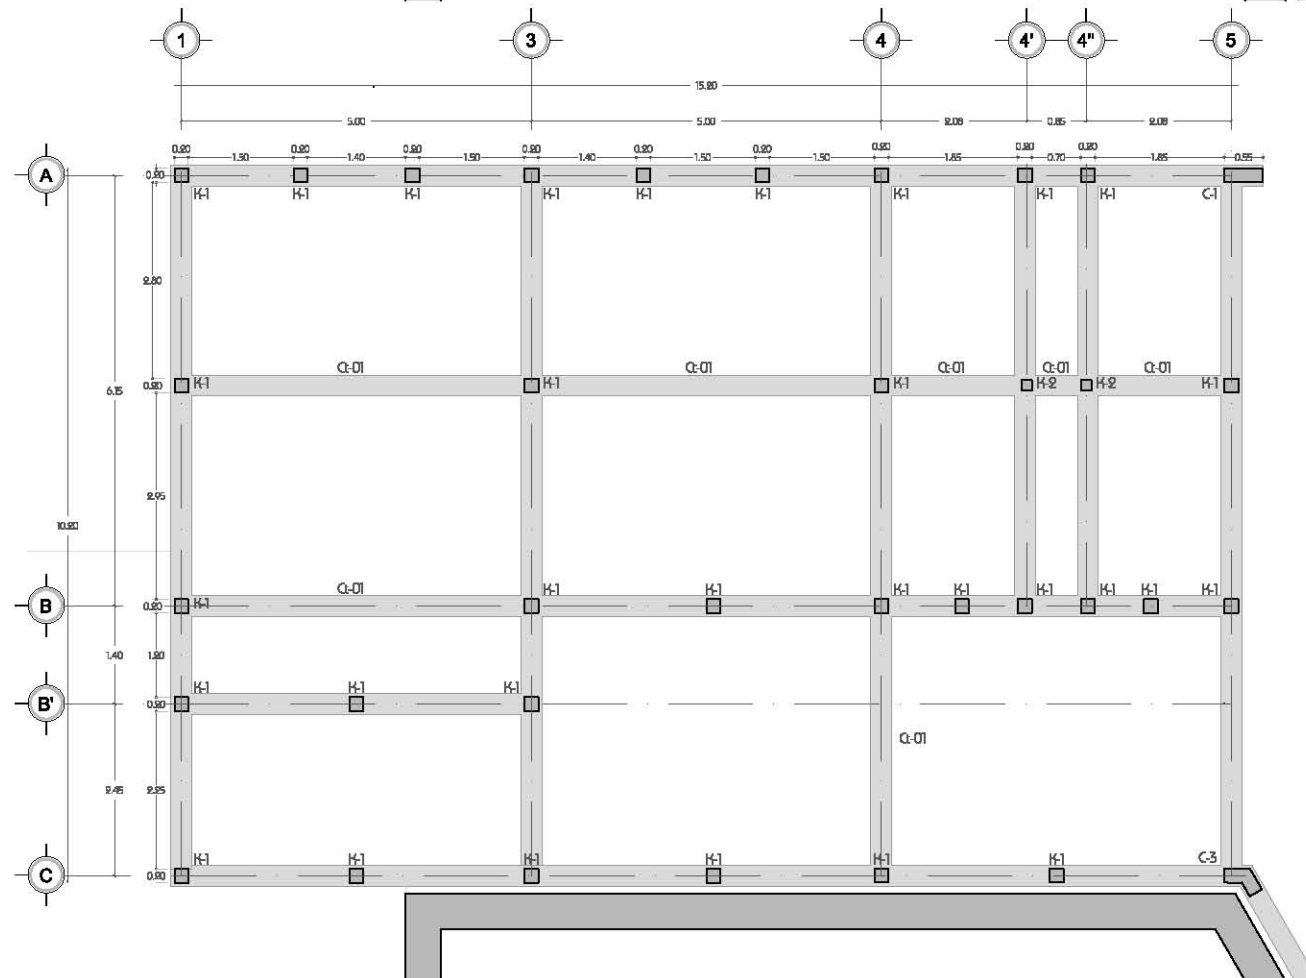 1 3 4 4' 4" 5
15.20
5.00 5.00 2.08 0.85 2.08
0.20 0.20 0.20 0.20 0.20 0.20 0.20 0.20 0.20
1.50 1.40 1.50 1.40 1.50 1.50 1.85 0.70 1.85 0.55
A 0.20
K-1 K-1 K-1 K-1 K-1 K-1 K-1 K-1 K-1 C-1
2.80
Ct-01 Ct-01 Ct-01 Ct-01 Ct-01
6.15 0.20 K-1 K-1 K-1 K-2 K-2 K-1
2.95
10.20
Ct-01 K-1 K-1 K-1 K-1 K-1 K-1 K-1 K-1
B 0.20 K-1
1.40 1.20
K-1 K-1 K-1
B' 0.20
Ct-01
2.45 2.25
K-1 K-1 K-1 K-1 K-1 K-1 C-3
C 0.20